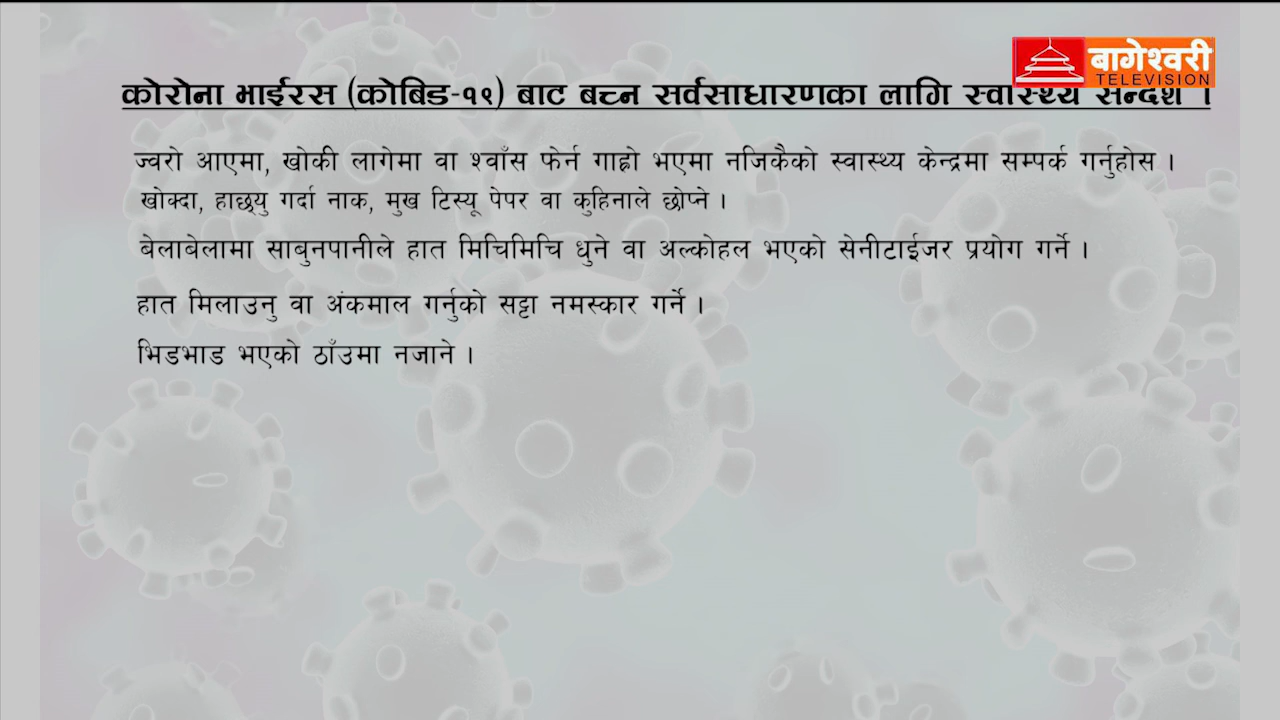 बागेश्वरी
TELEVISION
कोरोना भाईरस (कोबिड-१९) बाट बच्न सर्वसाधारणका लागि स्वास्थ्य सन्देश ।
ज्वरो आएमा, खोकी लागेमा वा श्वाँस फेर्न गाह्रो भएमा नजिकैको स्वास्थ्य केन्द्रमा सम्पर्क गर्नुहोस ।
खोक्दा, हाछ्यु गर्दा नाक, मुख टिस्यू पेपर वा कुहिनाले छोप्ने ।
बेलाबेलामा साबुनपानीले हात मिचिमिचि धुने वा अल्कोहल भएको सेनीटाईजर प्रयोग गर्ने ।
हात मिलाउनु वा अंकमाल गर्नुको सट्टा नमस्कार गर्ने ।
भिडभाड भएको ठाँउमा नजाने ।